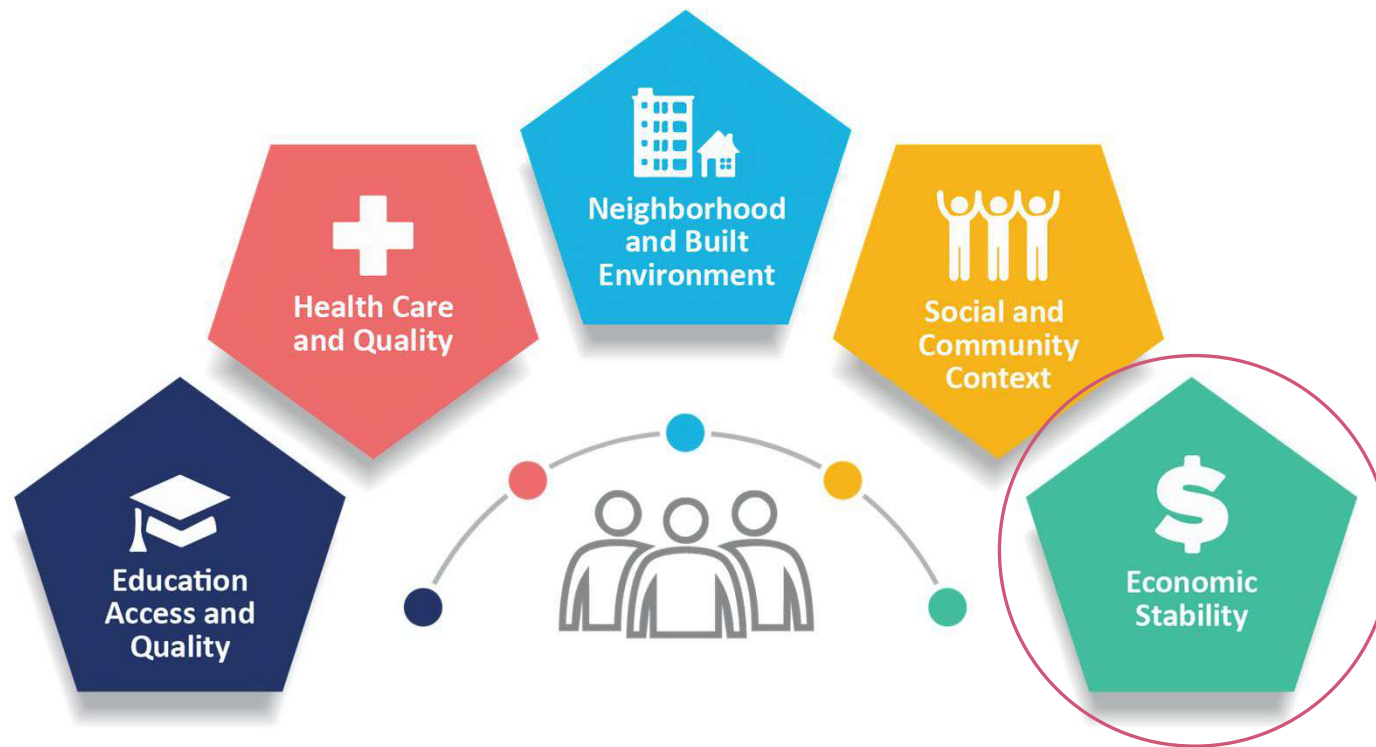 Neighborhood
and Built
Environment
Health Care
and Quality
Social and
Community
Context
Education
Access and
Quality
$
Economic
Stability